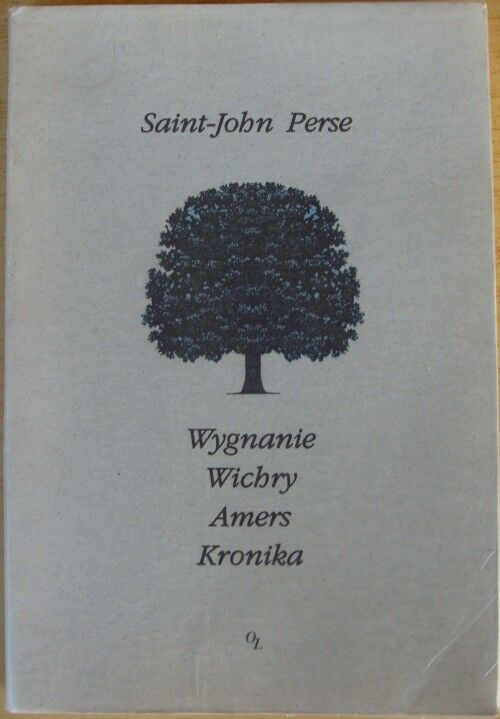 Saint-John Perse
Wygnanie
Wichry
Amers
Kronika
OL